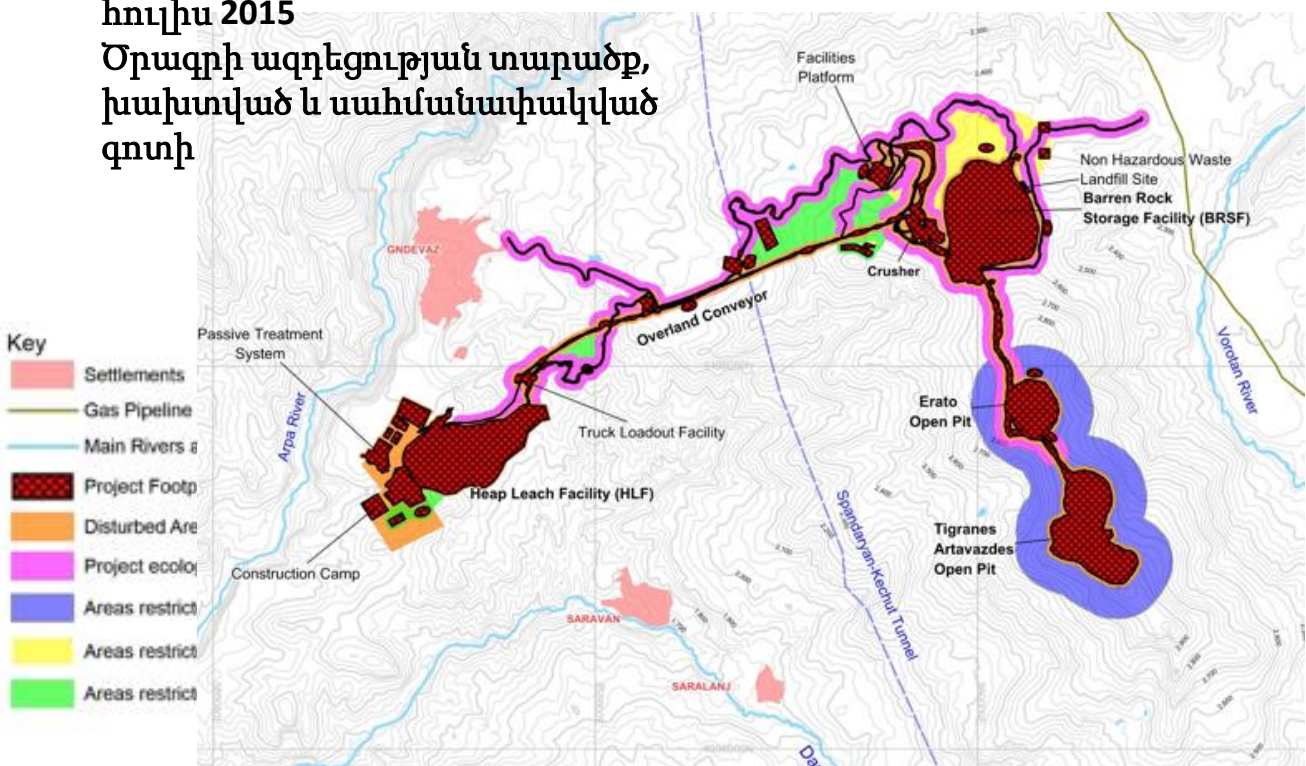 հուլիս 2015
Ծրագրի ազդեցության տարածք,
խախտված և սահմանափակված
գոտի
Facilities
Platform
Non Hazardous Waste
Landfill Site
Barren Rock
Storage Facility (BRSF)
GNDEVAZ
Crusher
Overland Conveyor
Passive Treatment
System
Key
Settlements
Gas Pipeline
Main Rivers a
Project Footp
Disturbed Are
Project ecolog
Areas restrict
Areas restrict
Areas restrict
Arpa River
Vorotan River
Erato
Open Pit
Truck Loadout Facility
Heap Leach Facility (HLF)
Spandaryan-Kechut Tunnel
Tigranes
Artavazdes
Open Pit
Construction Camp
SARAVAN
SARALANJ
Da